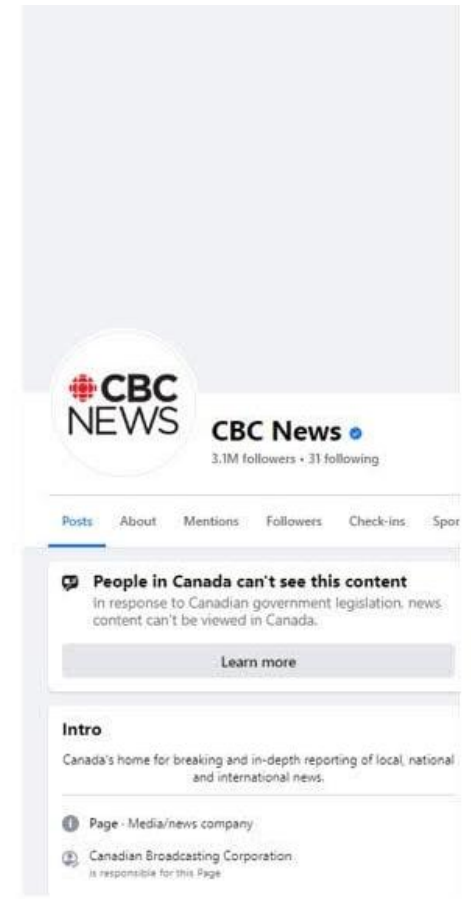 CBC
NEWS
CBC News
3.1M followers • 31 following
Posts About Mentions Followers Check-ins Spor
People in Canada can't see this content
In response to Canadian government legislation, news
content can't be viewed in Canada.
Learn more
Intro
Canada's home for breaking and in-depth reporting of local, national
and international news.
Page · Media/news company
Canadian Broadcasting Corporation
is responsible for this Page